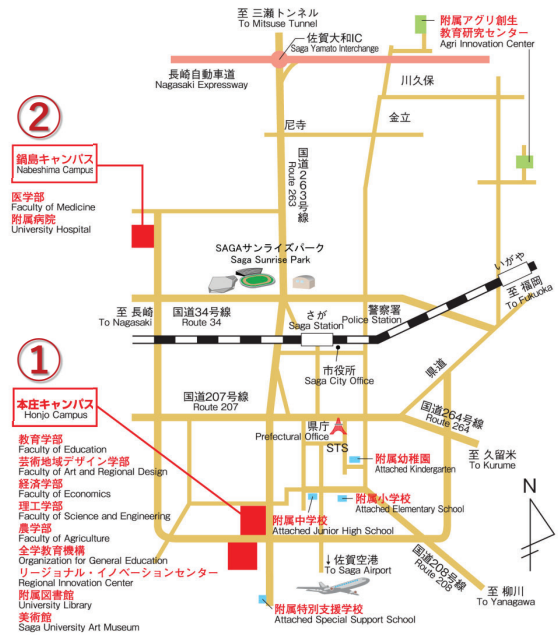 至 三瀬トンネル
To Mitsuse Tunnel
佐賀大和IC
Saga Yamato Interchange
附属アグリ創生
教育研究センター
Agri Innovation Center
長崎自動車道
Nagasaki Expressway
川久保
金立
尼寺
国道263号線
Route 263
②
鍋島キャンパス
Nabeshima Campus
医学部
Faculty of Medicine
附属病院
University Hospital
SAGAサンライズパーク
Saga Sunrise Park
いがや
至 福岡
To Fukuoka
至 長崎
To Nagasaki
国道34号線
Route 34
さが
Saga Station
警察署
Police Station
市役所
Saga City Office
県道
①
本庄キャンパス
Honjo Campus
国道207号線
Route 207
県庁
Prefectural Office
STS
国道264号線
Route 264
至 久留米
To Kurume
教育学部
Faculty of Education
芸術地域デザイン学部
Faculty of Art and Regional Design
経済学部
Faculty of Economics
理工学部
Faculty of Science and Engineering
農学部
Faculty of Agriculture
全学教育機構
Organization for General Education
リージョナル・イノベーションセンター
Regional Innovation Center
附属図書館
University Library
美術館
Saga University Art Museum
附属幼稚園
Attached Kindergarten
附属小学校
Attached Elementary School
附属中学校
Attached Junior High School
N
↓佐賀空港
To Saga Airport
国道208号線
Route 208
至 柳川
To Yanagawa
附属特別支援学校
Attached Special Support School